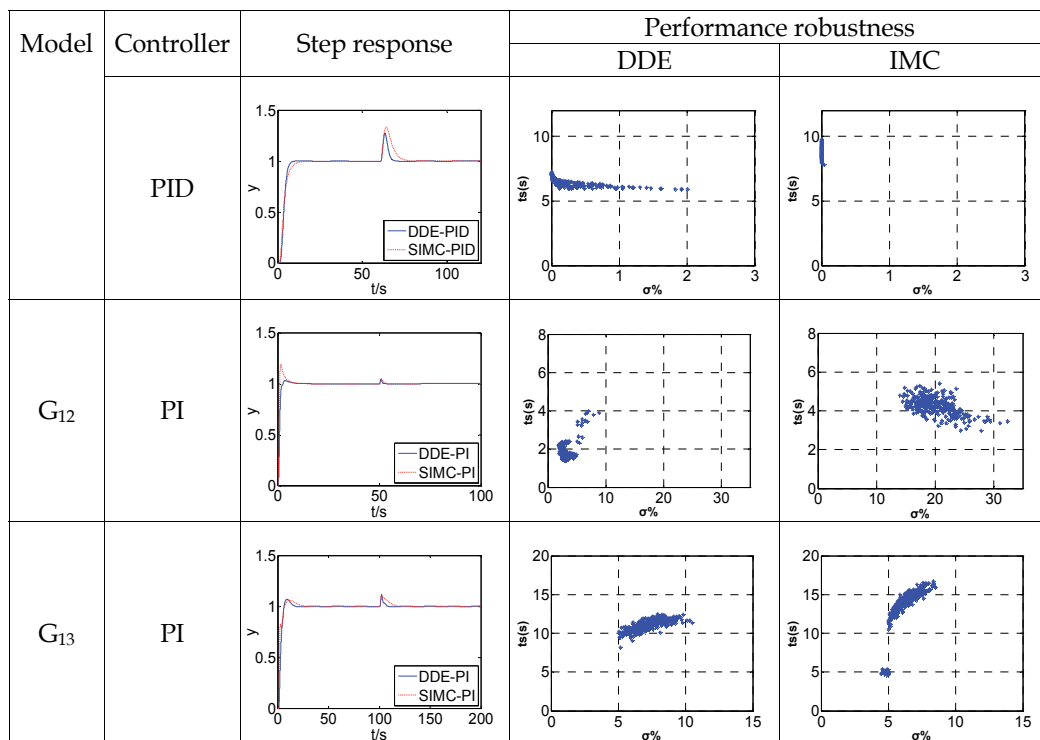 Model Controller Step response Performance robustness
DDE IMC
PID
1.5
1
0.5
0
y
50 100
t/s
DDE-PID
SIMC-PID
10
5
0
ts(s)
0 1 2 3
σ%
10
5
0
ts(s)
0 1 2 3
σ%
G12 PI
1.5
1
0.5
0
y
0 50 100
t/s
DDE-PI
SIMC-PI
8
6
4
2
0
ts(s)
0 10 20 30
σ%
8
6
4
2
0
ts(s)
0 10 20 30
σ%
G13 PI
1.5
1
0.5
0
y
0 50 100 150 200
t/s
DDE-PI
SIMC-PI
20
15
10
5
0
ts(s)
0 5 10 15
σ%
20
15
10
5
0
ts(s)
0 5 10 15
σ%